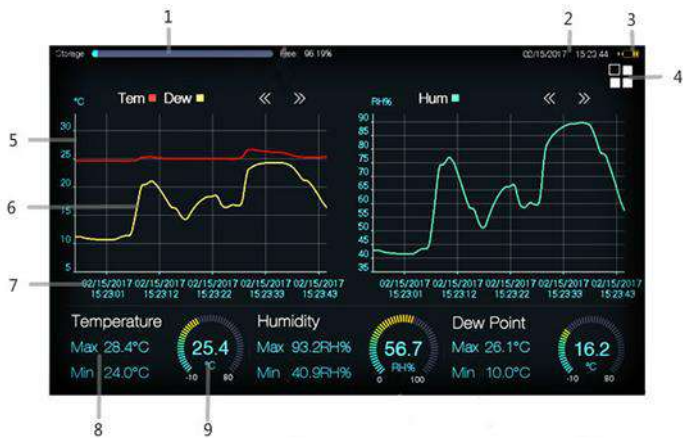 1 2 3
Storage Free 96.19% 02/15/2017 15:23:44
4
°C Tem Dew « » RH% Hum « »
5
6
7
30
25
20
15
10
5
90
85
80
75
70
65
60
55
50
45
40
35
02/15/2017 02/15/2017 02/15/2017 02/15/2017 02/15/2017
15:23:01 15:23:12 15:23:22 15:23:33 15:23:43
02/15/2017 02/15/2017 02/15/2017 02/15/2017 02/15/2017
15:23:01 15:23:12 15:23:22 15:23:33 15:23:43
Temperature
Max 28.4°C
Min 24.0°C
25.4
°C
-10 80
Humidity
Max 93.2RH%
Min 40.9RH%
56.7
RH%
0 100
Dew Point
Max 26.1°C
Min 10.0°C
16.2
°C
-10 80
8 9